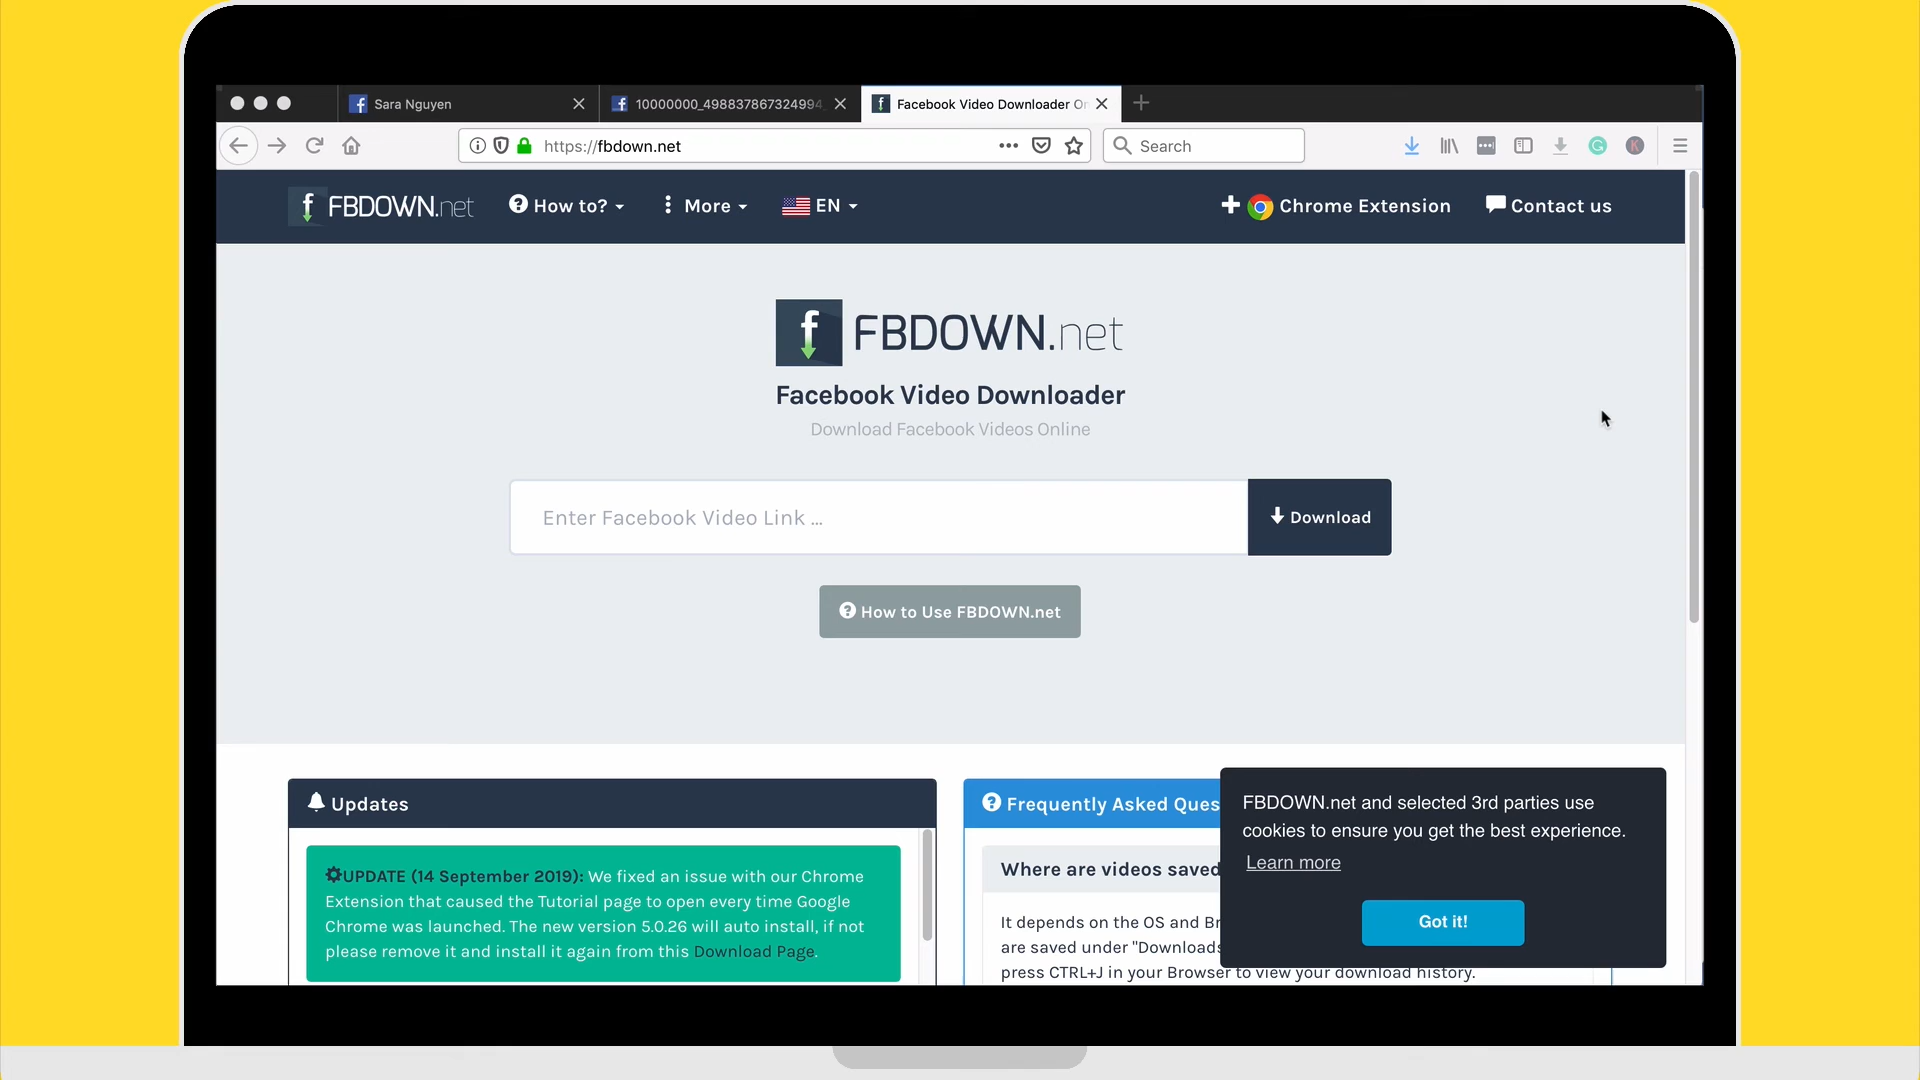 Sara Nguyen
10000000_498837867324994
Facebook Video Downloader On
https://fbdown.net
Search
FBDOWN.net
How to?
More
EN
Chrome Extension
Contact us
FBDOWN.net
Facebook Video Downloader
Download Facebook Videos Online
Enter Facebook Video Link ...
Download
How to Use FBDOWN.net
Updates
UPDATE (14 September 2019): We fixed an issue with our Chrome
Extension that caused the Tutorial page to open every time Google
Chrome was launched. The new version 5.0.26 will auto install, if not
please remove it and install it again from this Download Page.
Frequently Asked Ques
Where are videos saved
It depends on the OS and Br
are saved under "Downloads
press CTRL+J in your Browser to view your download history.
FBDOWN.net and selected 3rd parties use
cookies to ensure you get the best experience.
Learn more
Got it!